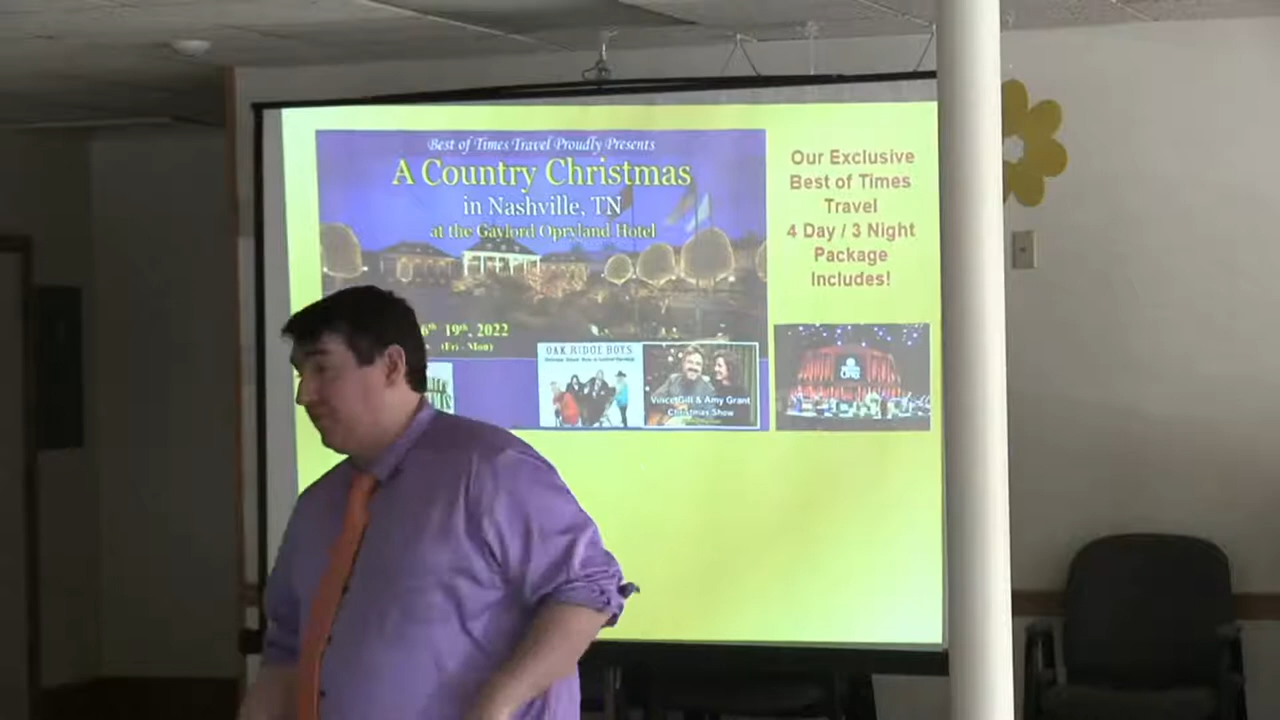 Best of Times Travel Proudly Presents
A Country Christmas
in Nashville, TN
at the Gaylord Opryland Hotel
6th 19th, 2022
(Fri - Mon)
OAK RIDGE BOYS
Vince Gill & Amy Grant
Christmas Show
Our Exclusive
Best of Times
Travel
4 Day / 3 Night
Package
Includes!
Opry